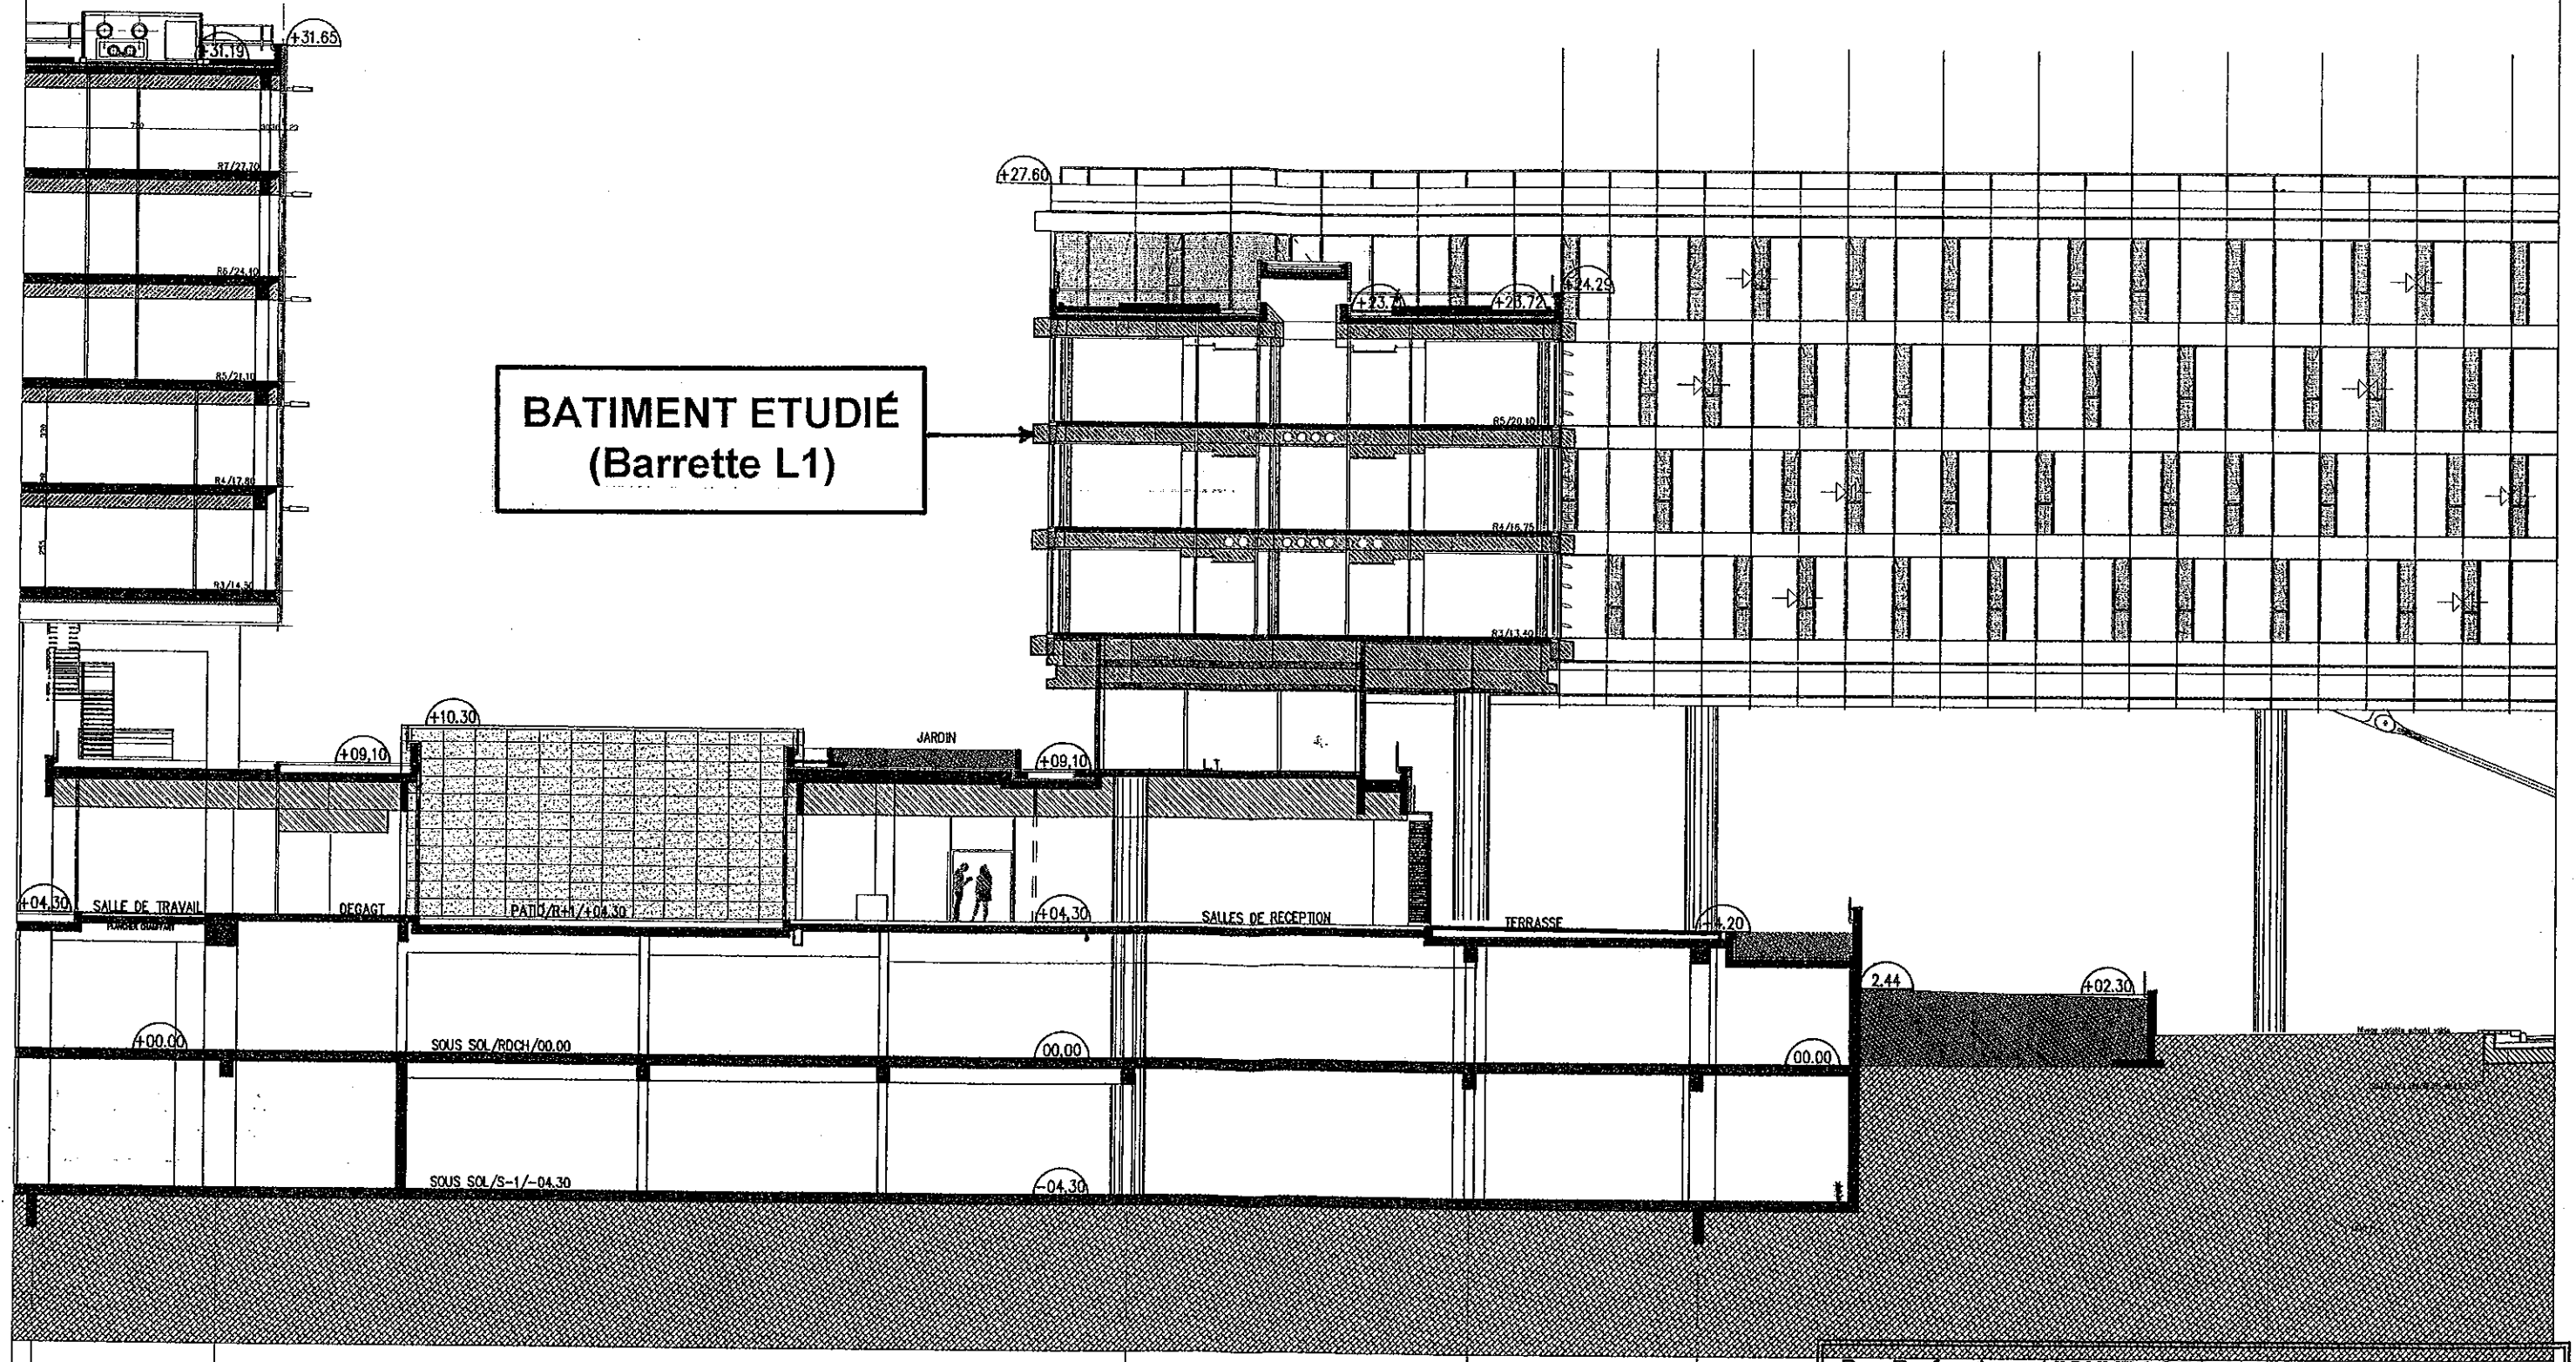 +31.65
+31.19
R7/27.70
+27.60
R6/24.40
+24.29
+23.72
R5/21.10
BATIMENT ETUDIÉ
(Barrette L1)
R5/20.10
R4/17.80
R4/16.75
R3/14.50
R3/13.40
255
+10.30
JARDIN
+09,10
+09,10
L.T.
+04,30
SALLE DE TRAVAIL
DEGAGT
PATIO/R+1/+04.30
+04,30
SALLES DE RECEPTION
TERRASSE
+4.20
2.44
+02.30
+00.00
SOUS SOL/RDCH/00.00
00,00
00.00
SOUS SOL/S-1/-04.30
-04,30